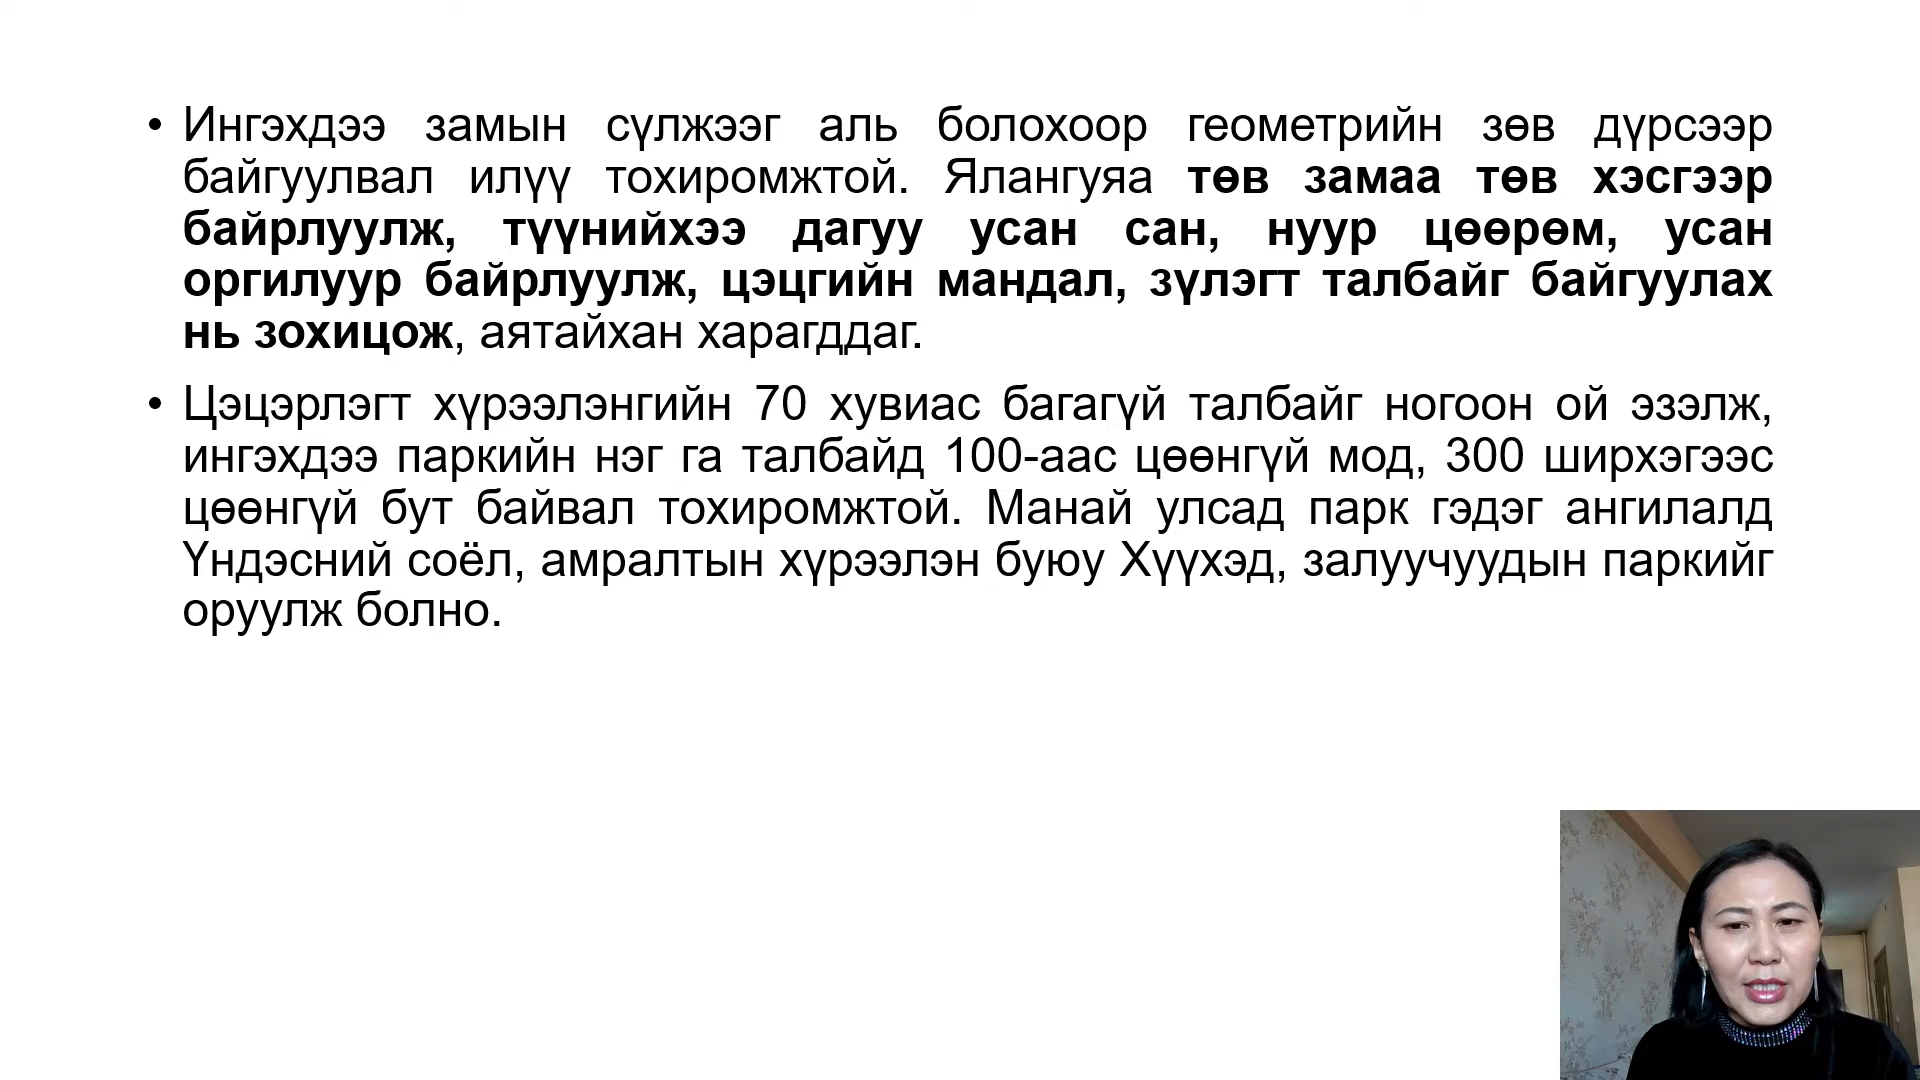 • Ингэхдээ замын сүлжээг аль болохоор геометрийн зөв дүрсээр
байгуулвал илүү тохиромжтой. Ялангуяа төв замаа төв хэсгээр
байрлуулж, түүнийхээ дагуу усан сан, нуур цөөрөм, усан
оргилуур байрлуулж, цэцгийн мандал, зүлэгт талбайг байгуулах
нь зохицож, аятайхан харагддаг.
• Цэцэрлэгт хүрээлэнгийн 70 хувиас багагүй талбайг ногоон ой эзэлж,
ингэхдээ паркийн нэг га талбайд 100-аас цөөнгүй мод, 300 ширхэгээс
цөөнгүй бут байвал тохиромжтой. Манай улсад парк гэдэг ангилалд
Үндэсний соёл, амралтын хүрээлэн буюу Хүүхэд, залуучуудын паркийг
оруулж болно.